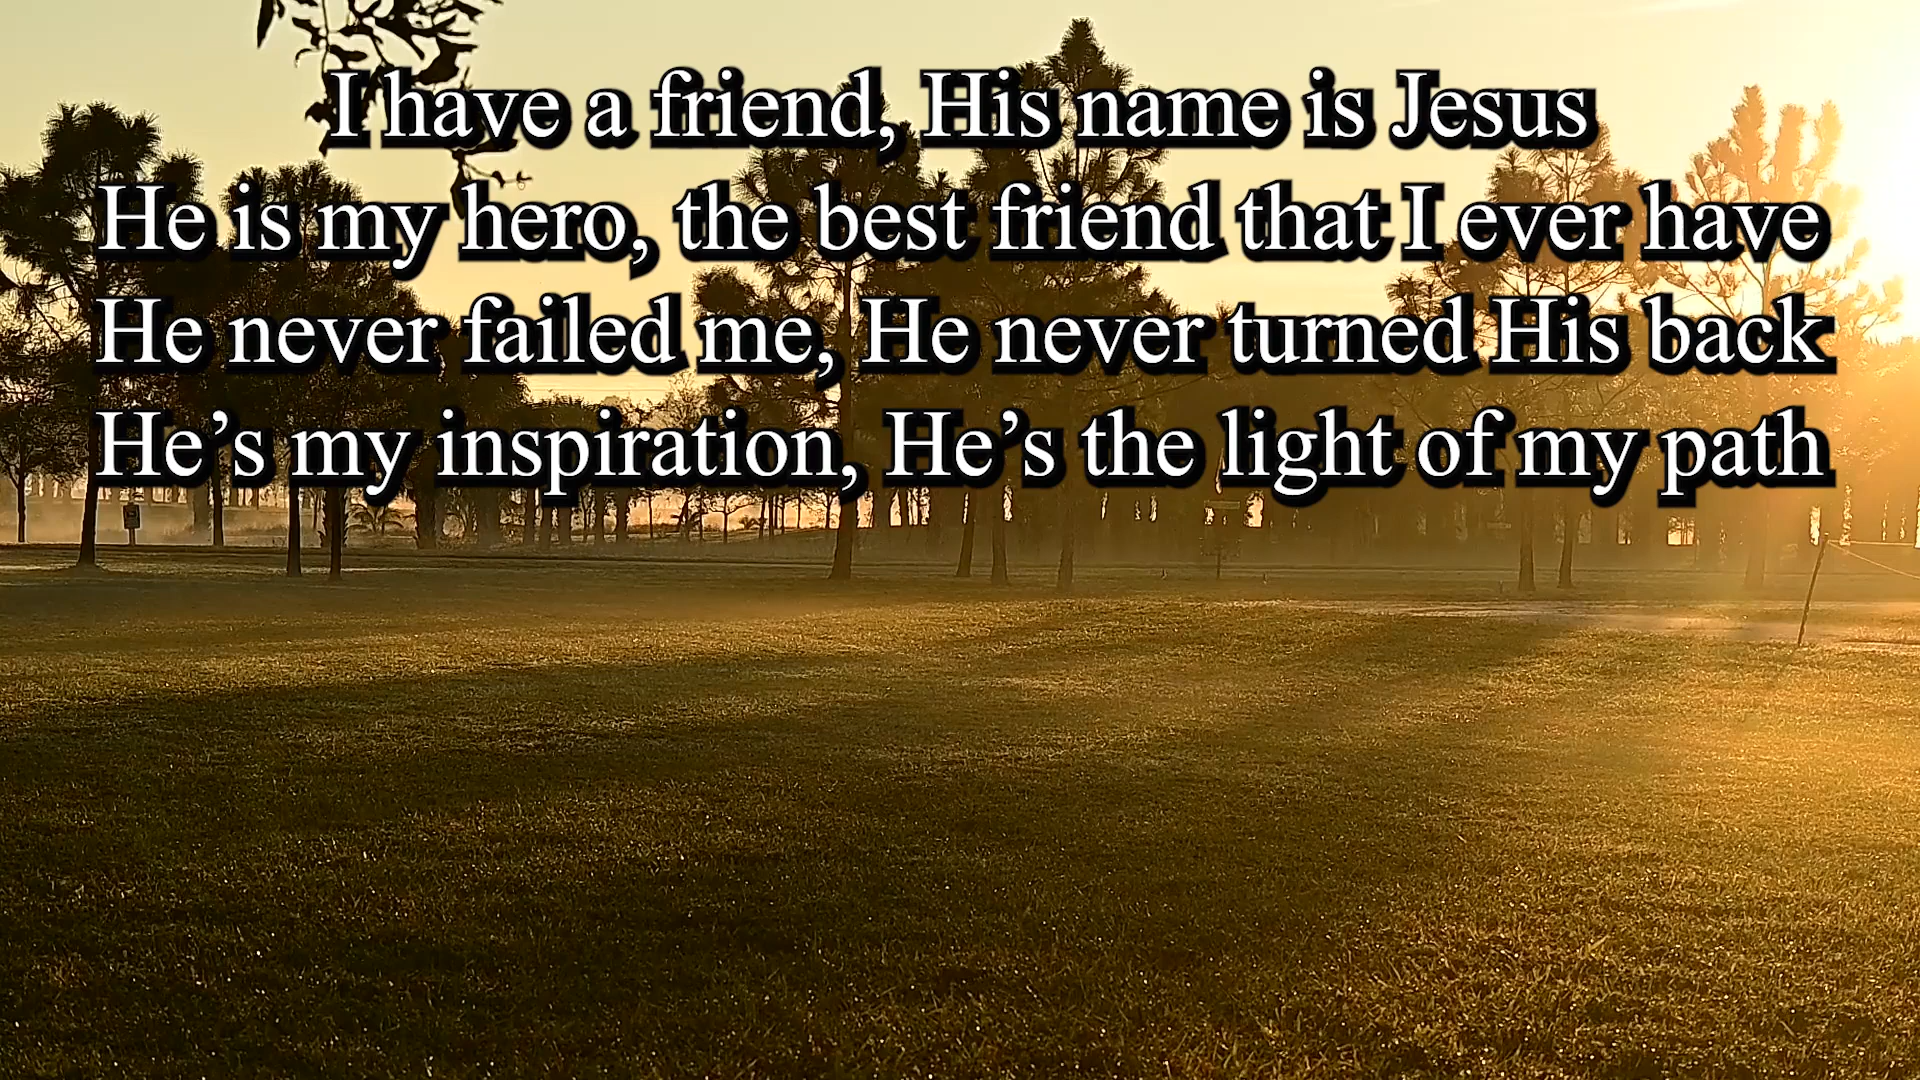 I have a friend, His name is Jesus
He is my hero, the best friend that I ever have
He never failed me, He never turned His back
He’s my inspiration, He’s the light of my path